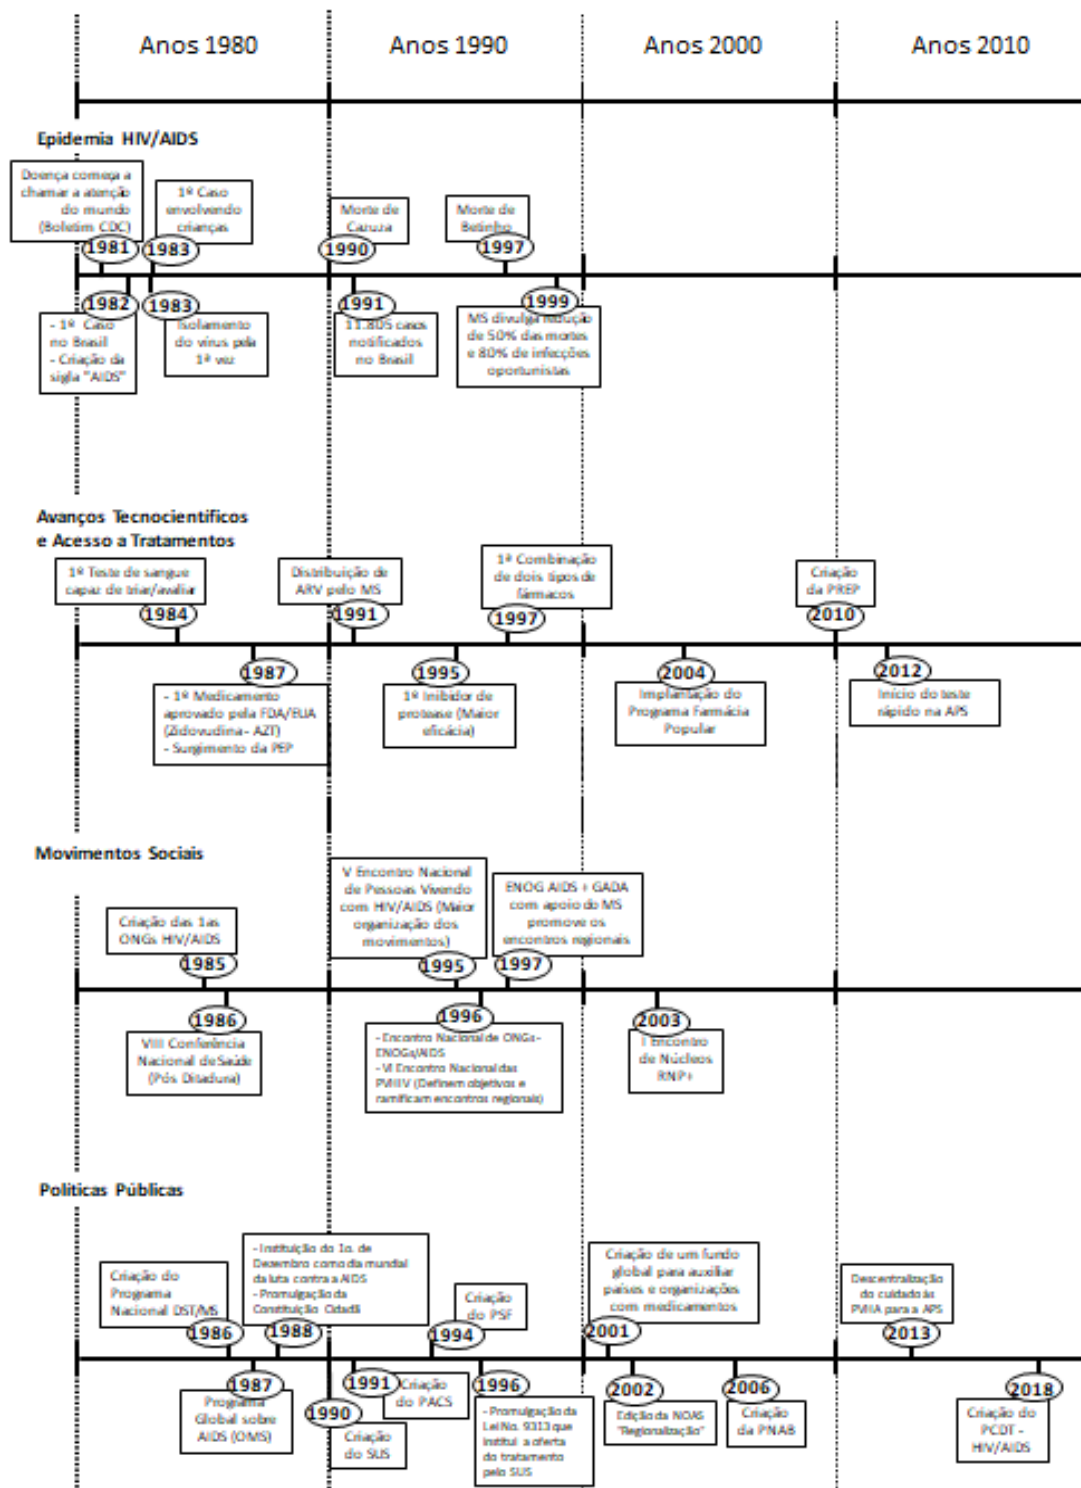 Anos 1980
Anos 1990
Anos 2000
Anos 2010
Epidemia HIV/AIDS
Doença começa a
chamar a atenção
do mundo
(Boletim CDC)
1981
1º Caso
envolvendo
crianças
1983
Morte de
Cazuza
1990
Morte de
Betinho
1997
1982
- 1º Caso
no Brasil
- Criação da
sigla "AIDS"
1983
Isolamento
do vírus pela
1ª vez
1991
11.805 casos
notificados
no Brasil
1999
MS divulga redução
de 50% das mortes
e 80% de infecções
oportunistas
Avanços Tecnocientíficos
e Acesso a Tratamentos
1º Teste de sangue
capaz de triar/avaliar
1984
Distribuição de
ARV pelo MS
1991
1ª Combinação
de dois tipos de
fármacos
1997
Criação
da PREP
2010
1987
- 1º Medicamento
aprovado pela FDA/EUA
(Zidovudina - AZT)
- Surgimento da PEP
1995
1º Inibidor de
protease (Maior
eficácia)
2004
Implantação do
Programa Farmácia
Popular
2012
Início do teste
rápido na APS
Movimentos Sociais
Criação das 1as
ONGs HIV/AIDS
1985
V Encontro Nacional
de Pessoas Vivendo
com HIV/AIDS (Maior
organização dos
movimentos)
1995
ENOG AIDS + GADA
com apoio do MS
promove os
encontros regionais
1997
1986
VIII Conferência
Nacional de Saúde
(Pós Ditadura)
1996
- Encontro Nacional de ONGs -
ENOGs/AIDS
- VI Encontro Nacional das
PVHIV (Definem objetivos e
ramificam encontros regionais)
2003
I Encontro
de Núcleos
RNP+
Políticas Públicas
Criação do
Programa
Nacional DST/MS
1986
- Instituição do 1o. de
Dezembro como dia mundial
da luta contra a AIDS
- Promulgação da
Constituição Cidadã
1988
Criação
do PSF
1994
Criação de um fundo
global para auxiliar
países e organizações
com medicamentos
2001
Descentralização
do cuidado às
PVHA para a APS
2013
1987
Programa
Global sobre
AIDS (OMS)
1990
Criação
do SUS
1991
Criação
do PACS
1996
- Promulgação da
Lei No. 9313 que
institui a oferta
do tratamento
pelo SUS
2002
Edição da NOAS
"Regionalização"
2006
Criação
da PNAB
2018
Criação do
PCDT -
HIV/AIDS